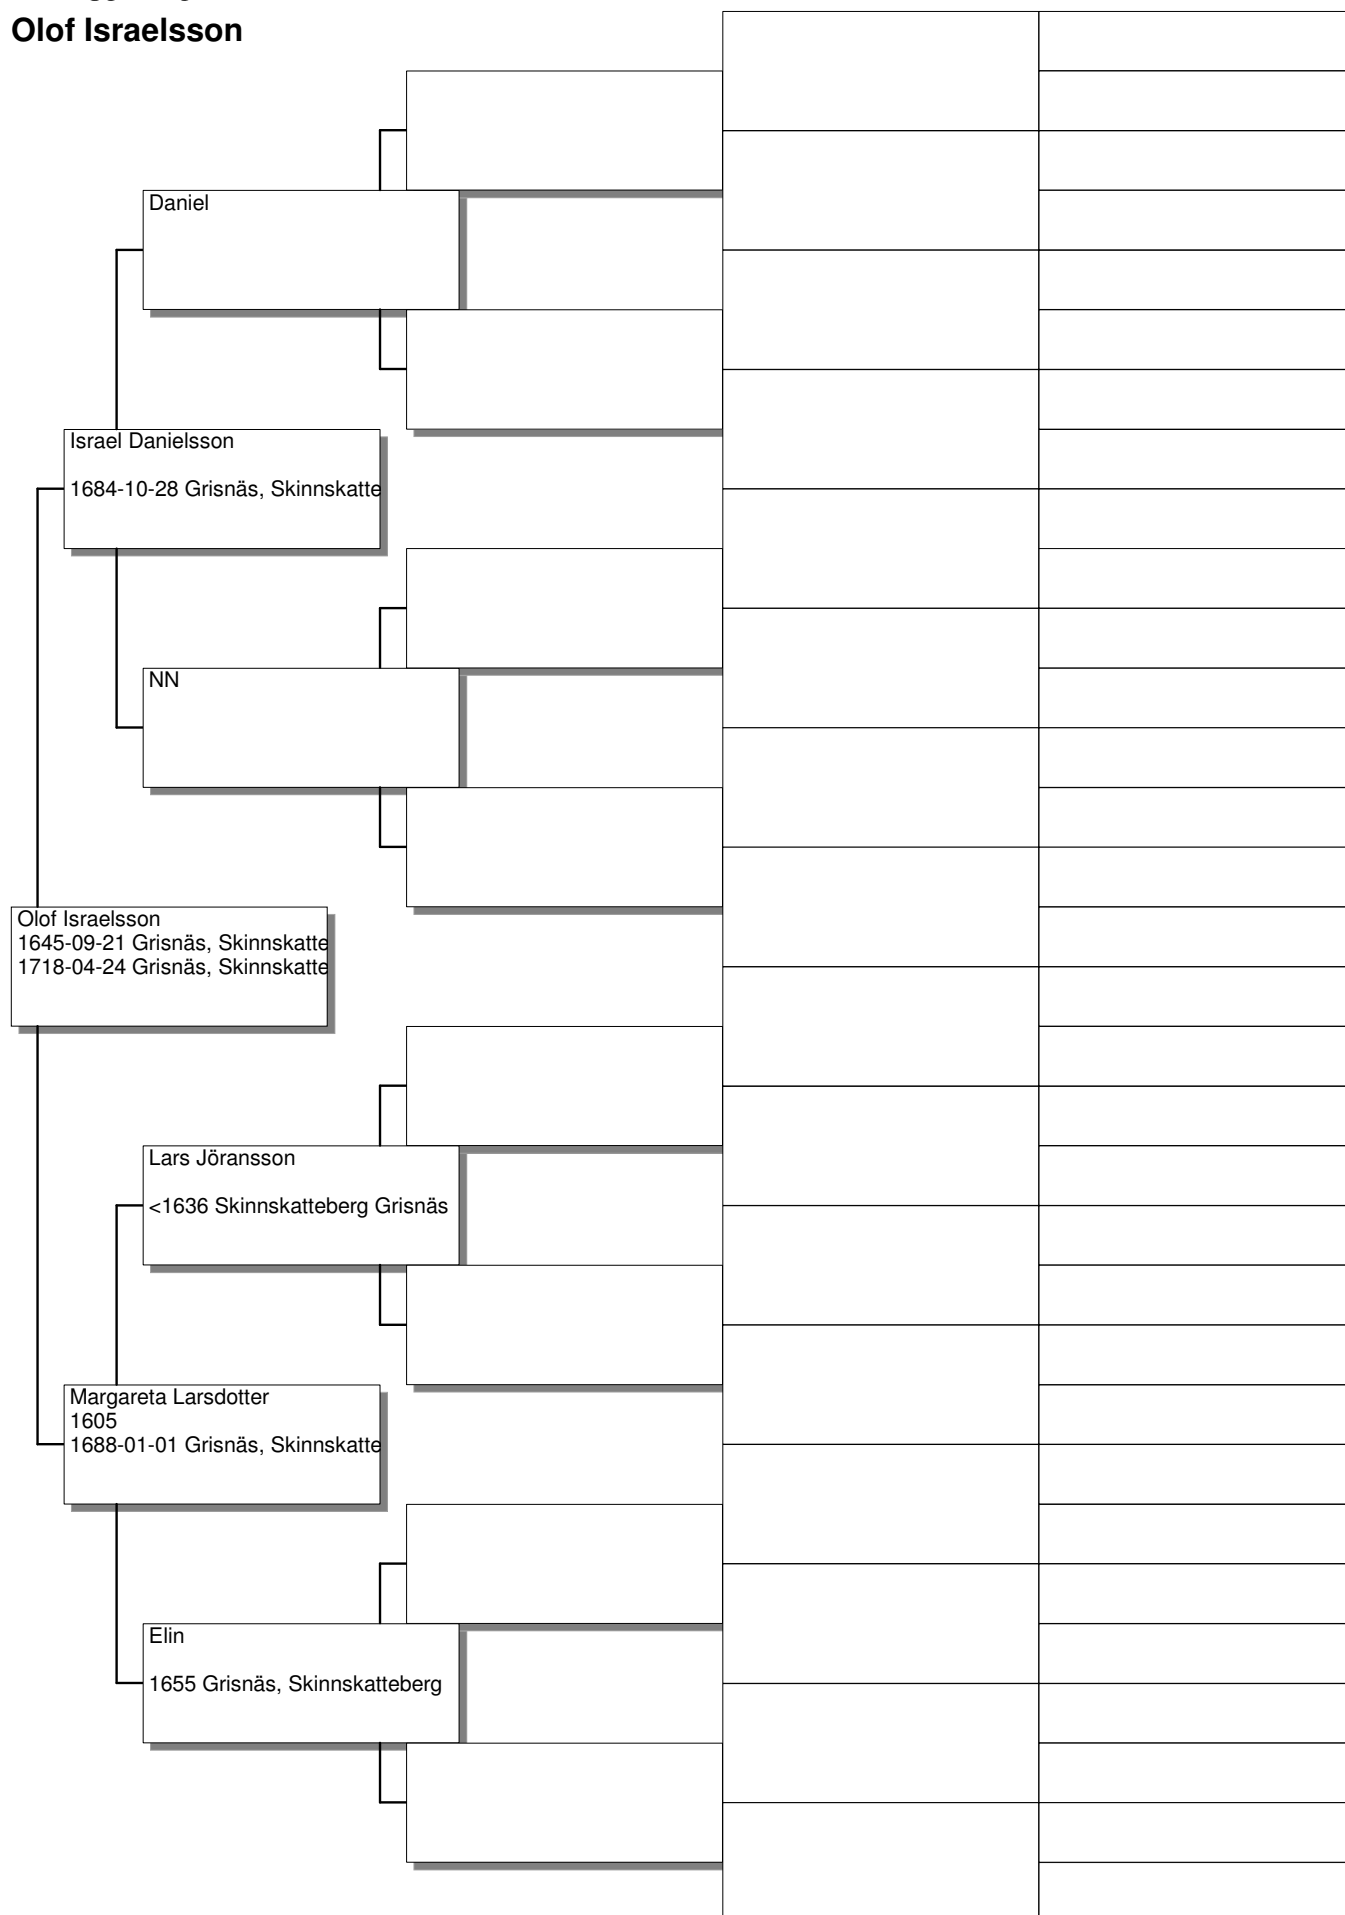 Olof Israelsson
Daniel
Israel Danielsson
1684-10-28 Grisnäs, Skinnskatte
NN
Olof Israelsson
1645-09-21 Grisnäs, Skinnskatte
1718-04-24 Grisnäs, Skinnskatte
Lars Jöransson
<1636 Skinnskatteberg Grisnäs
Margareta Larsdotter
1605
1688-01-01 Grisnäs, Skinnskatte
Elin
1655 Grisnäs, Skinnskatteberg